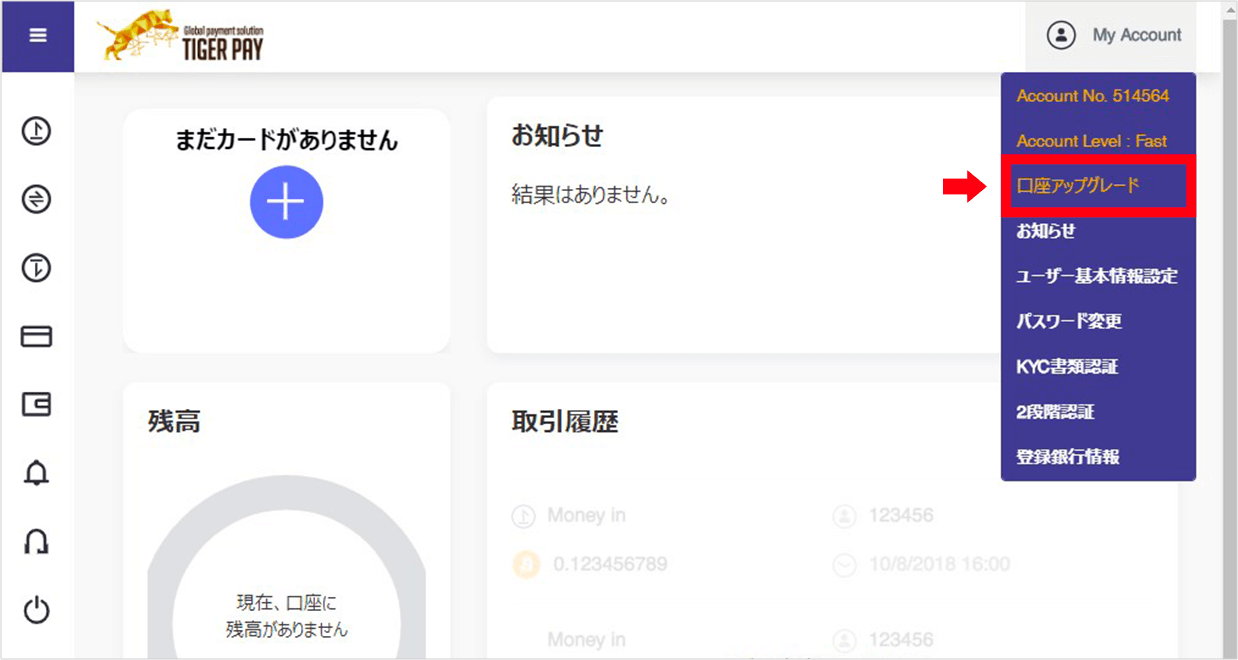 Global payment solution
TIGER PAY
My Account
Account No. 514564
Account Level : Fast
口座アップグレード
お知らせ
ユーザー基本情報設定
パスワード変更
KYC書類認証
2段階認証
登録銀行情報
まだカードがありません
お知らせ
結果はありません。
残高
現在、口座に
残高がありません
取引履歴
Money in
123456
0.123456789
10/8/2018 16:00
Money in
123456